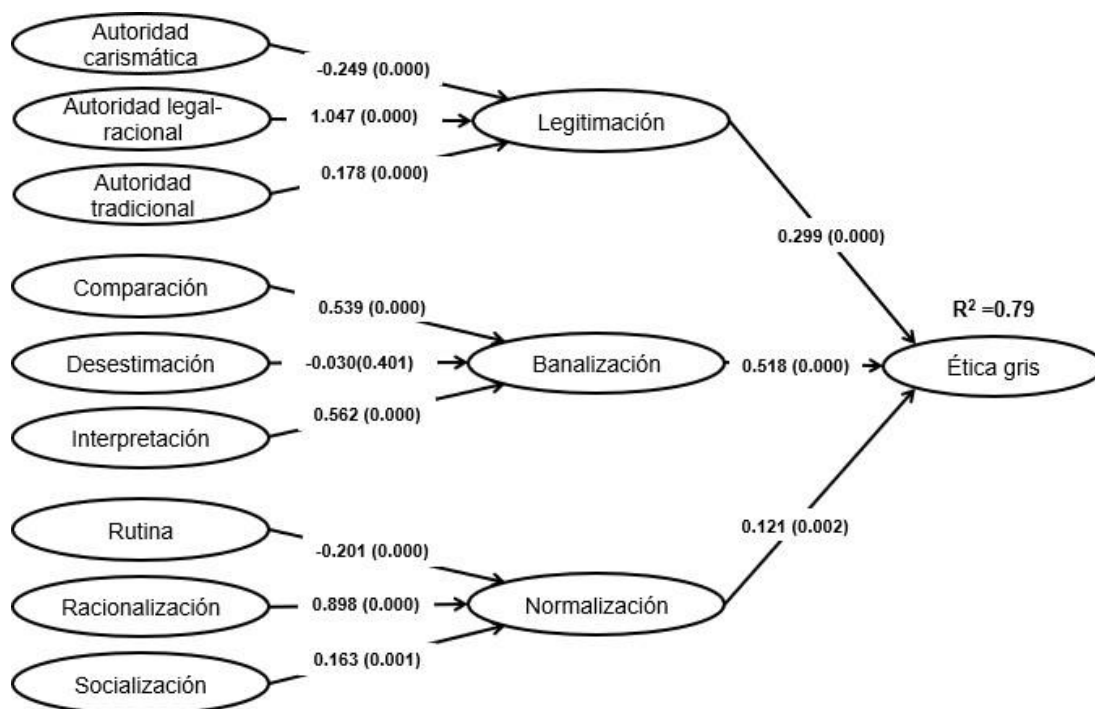 Autoridad
carismática
-0.249 (0.000)
Autoridad legal-
racional
1.047 (0.000)
Legitimación
Autoridad
tradicional
0.178 (0.000)
0.299 (0.000)
Comparación
0.539 (0.000)
R² =0.79
Desestimación
-0.030(0.401)
Banalización
0.518 (0.000)
Ética gris
Interpretación
0.562 (0.000)
Rutina
-0.201 (0.000)
0.121 (0.002)
Racionalización
0.898 (0.000)
Normalización
Socialización
0.163 (0.001)